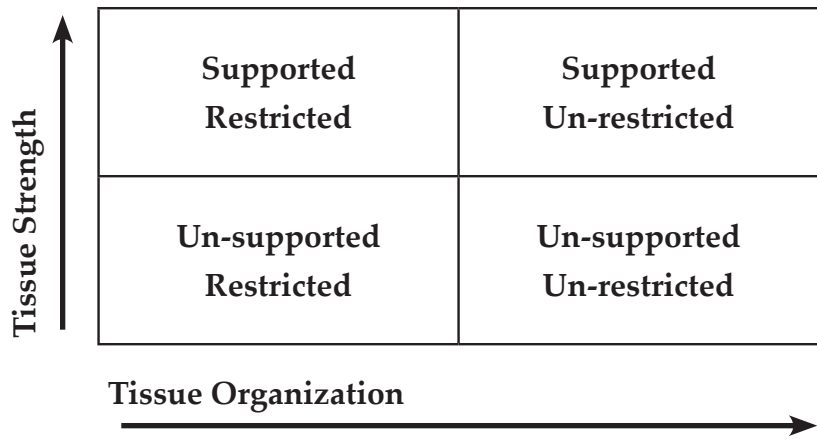 Tissue Strength
Supported
Restricted
Supported
Un-restricted
Un-supported
Restricted
Un-supported
Un-restricted
Tissue Organization